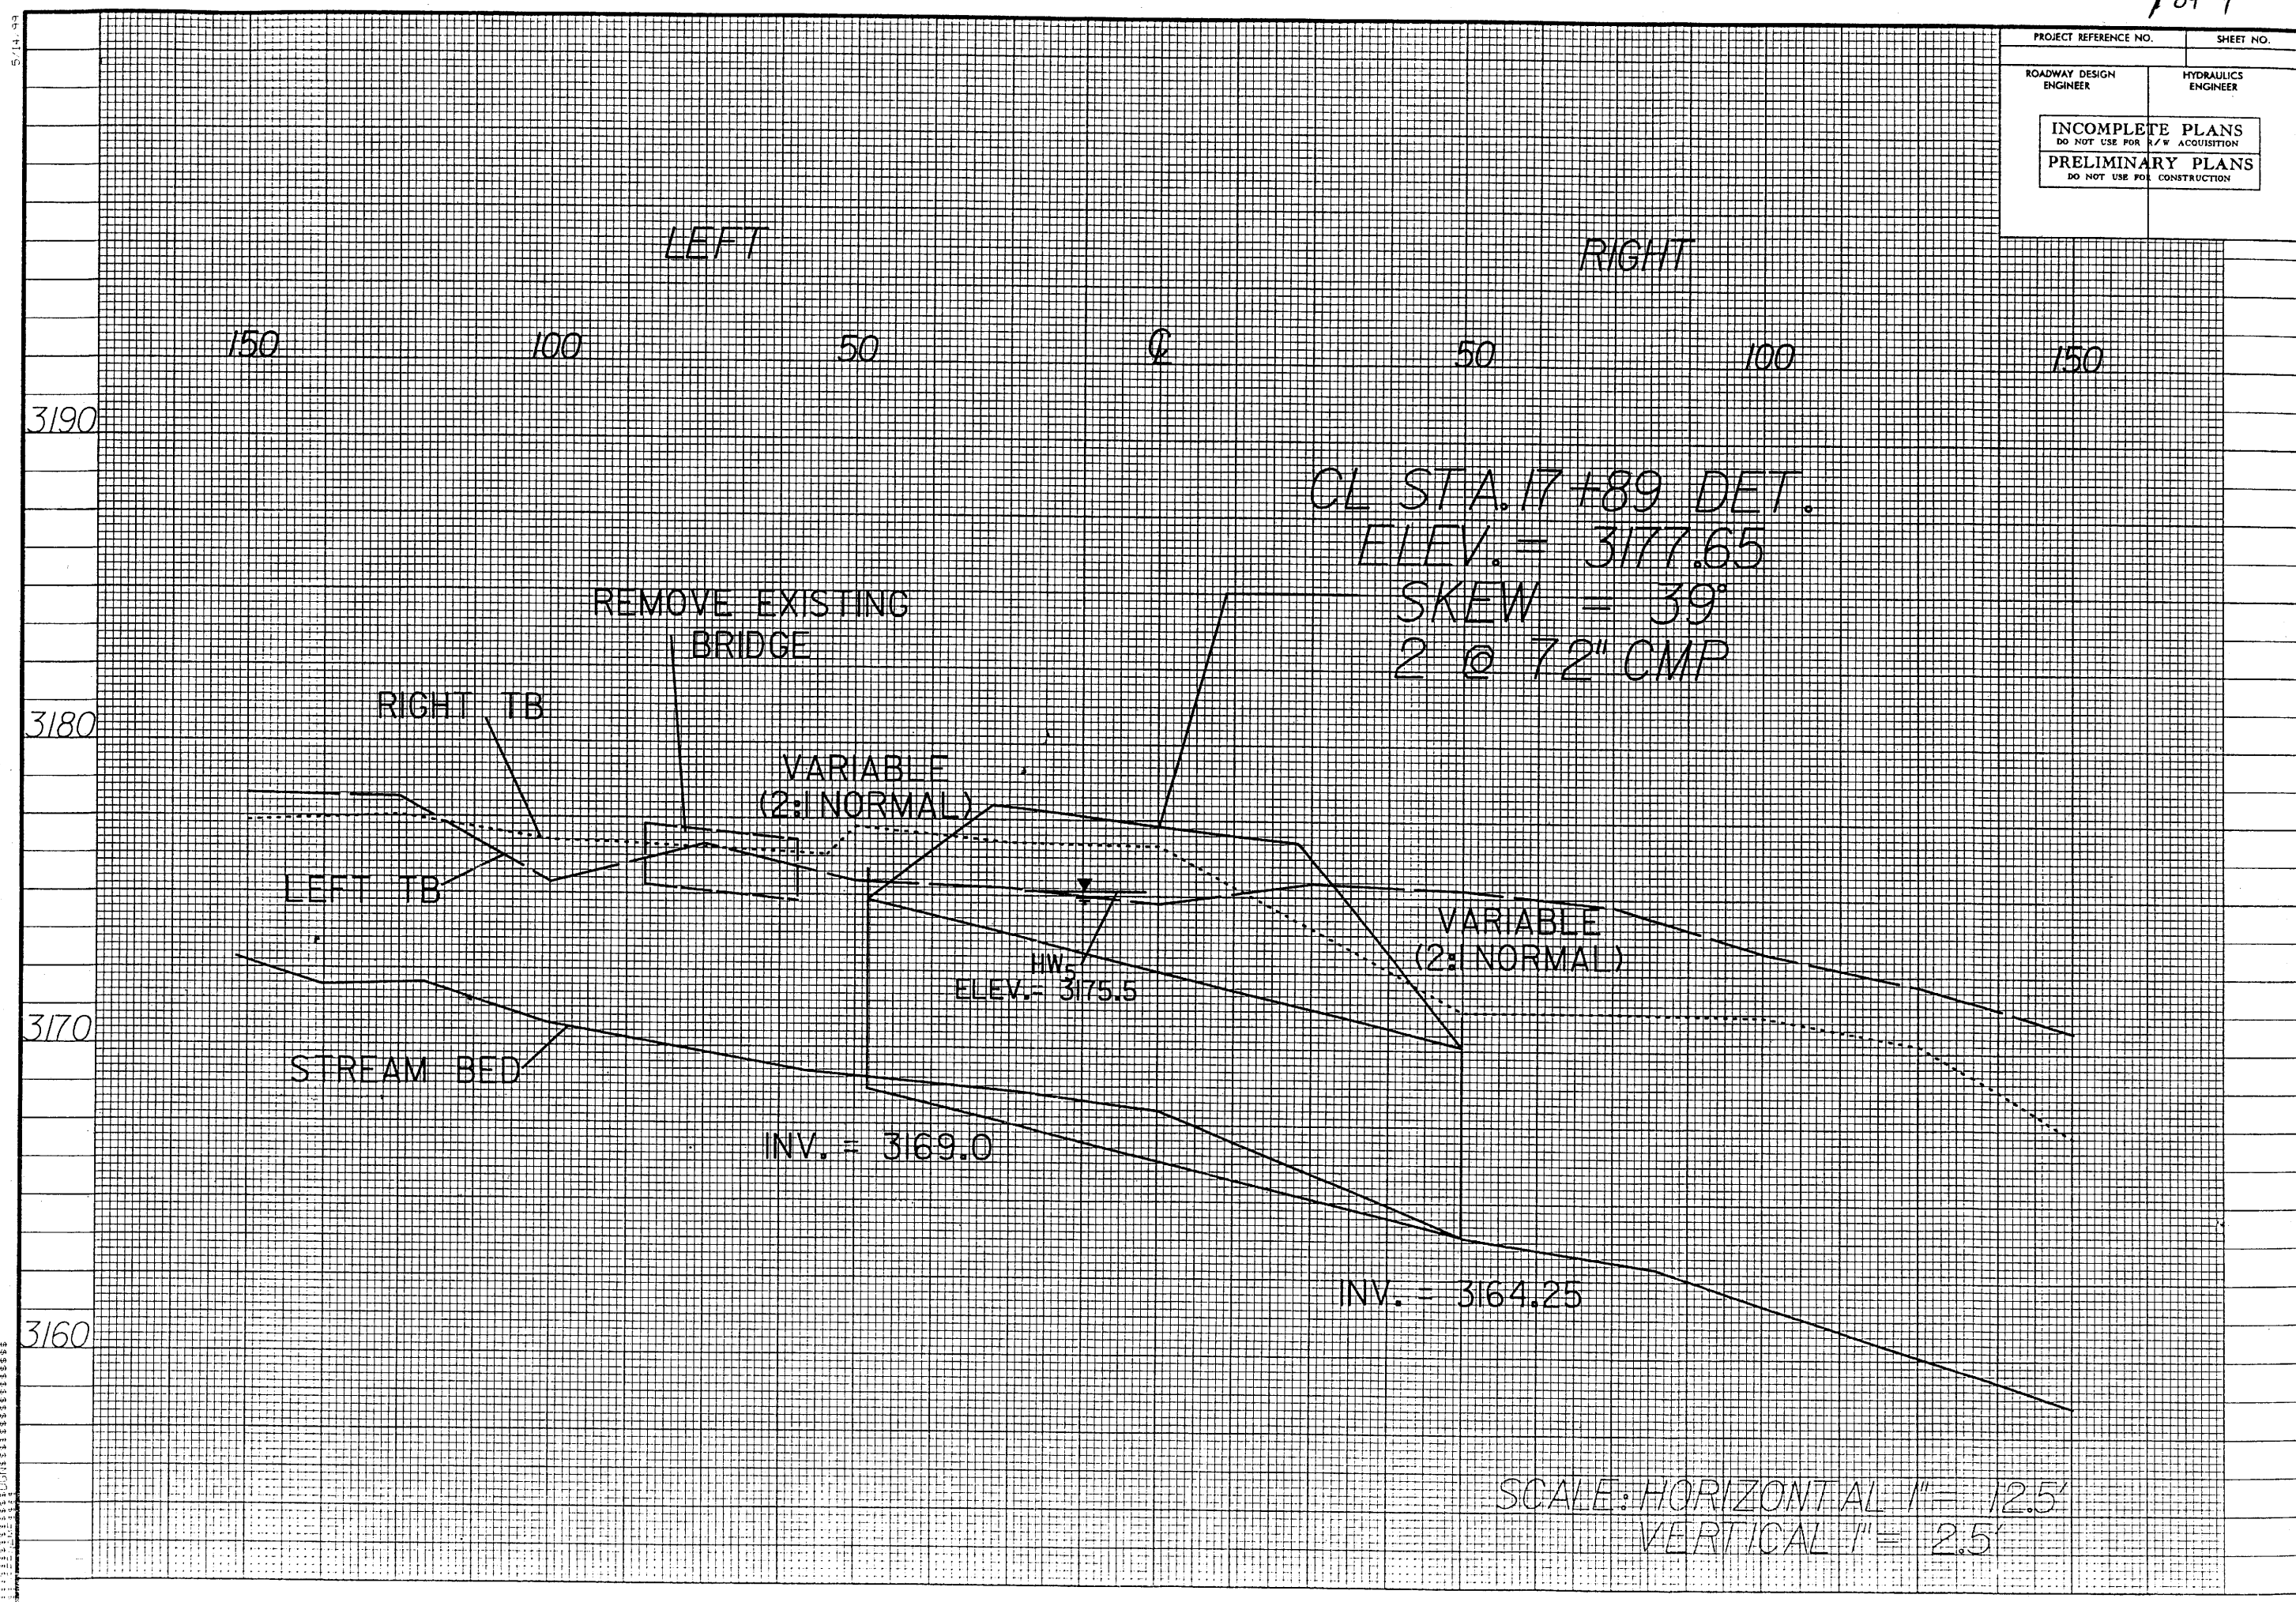 5/14/99
PROJECT REFERENCE NO. SHEET NO.
ROADWAY DESIGN ENGINEER
HYDRAULICS ENGINEER
INCOMPLETE PLANS
DO NOT USE FOR R/W ACQUISITION
PRELIMINARY PLANS
DO NOT USE FOR CONSTRUCTION
LEFT
RIGHT
150 100 50 CL 50 100 150
3190
CL STA. 17+89 DET.
ELEV. = 3177.65
SKEW = 39°
2 @ 72" CMP
REMOVE EXISTING
BRIDGE
RIGHT TB
3180
VARIABLE
(2:1 NORMAL)
LEFT TB
VARIABLE
(2:1 NORMAL)
HW5
ELEV.= 3175.5
3170
STREAM BED
INV. = 3169.0
INV. = 3164.25
3160
SCALE: HORIZONTAL 1" = 12.5'
VERTICAL 1" = 2.5'